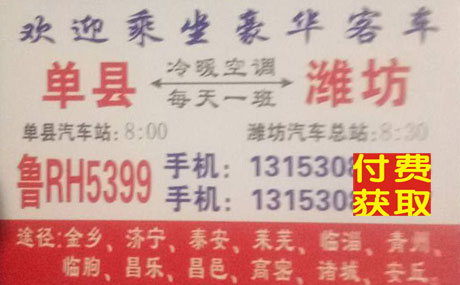 欢迎乘坐豪华客车
单县 冷暖空调 潍坊
每天一班
单县汽车站:8:00 潍坊汽车总站:8:30
鲁RH5399 手机:1315308
手机:1315308
付费
获取
途径:金乡、济宁、泰安、莱芜、临淄、青州、
临朐、昌乐、昌邑、高密、诸城、安丘、